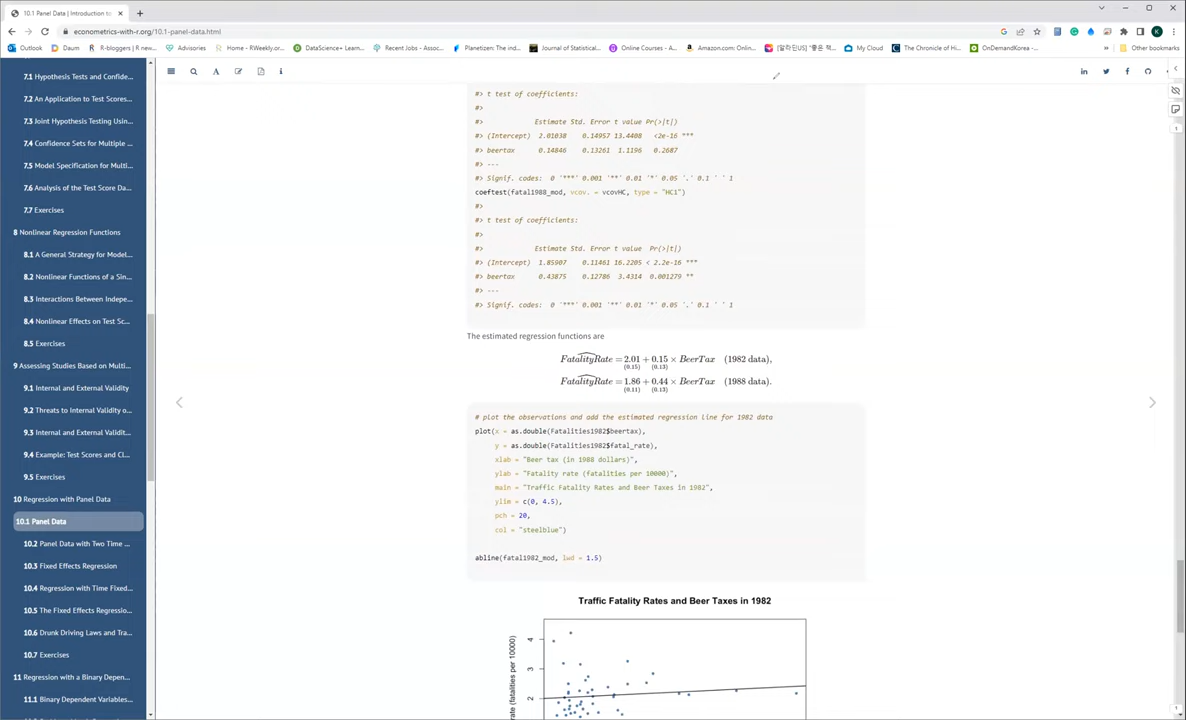 10.1 Panel Data | Introduction to
econometrics-with-r.org/10.1-panel-data.html
Outlook
Daum
R-bloggers | R new...
Advisories
Home - RWeekly.or...
DataScience+ Learn...
Recent Jobs - Assoc...
Planetizen: The ind...
Journal of Statistical...
Online Courses - A...
Amazon.com: Onlin...
My Cloud
The Chronicle of Hi...
OnDemandKorea -...
Other bookmarks
7.1 Hypothesis Tests and Confide...
7.2 An Application to Test Scores...
7.3 Joint Hypothesis Testing Usin...
7.4 Confidence Sets for Multiple ...
7.5 Model Specification for Multi...
7.6 Analysis of the Test Score Da...
7.7 Exercises
8 Nonlinear Regression Functions
8.1 A General Strategy for Model...
8.2 Nonlinear Functions of a Sin...
8.3 Interactions Between Indepe...
8.4 Nonlinear Effects on Test Sc...
8.5 Exercises
9 Assessing Studies Based on Multi...
9.1 Internal and External Validity
9.2 Threats to Internal Validity o...
9.3 Internal and External Validit...
9.4 Example: Test Scores and Cl...
9.5 Exercises
10 Regression with Panel Data
10.1 Panel Data
10.2 Panel Data with Two Time ...
10.3 Fixed Effects Regression
10.4 Regression with Time Fixed...
10.5 The Fixed Effects Regressio...
10.6 Drunk Driving Laws and Tra...
10.7 Exercises
11 Regression with a Binary Depen...
11.1 Binary Dependent Variables...
#> t test of coefficients:
#>
#> Estimate Std. Error t value Pr(>|t|)
#> (Intercept) 2.01038 0.14957 13.4408 <2e-16 ***
#> beertax 0.14846 0.13261 1.1196 0.2687
#> ---
#> Signif. codes: 0 '***' 0.001 '**' 0.01 '*' 0.05 '.' 0.1 ' ' 1
coeftest(fatal1988_mod, vcov. = vcovHC, type = "HC1")
#>
#> t test of coefficients:
#>
#> Estimate Std. Error t value Pr(>|t|)
#> (Intercept) 1.85907 0.11461 16.2205 < 2.2e-16 ***
#> beertax 0.43875 0.12786 3.4314 0.001279 **
#> ---
#> Signif. codes: 0 '***' 0.001 '**' 0.01 '*' 0.05 '.' 0.1 ' ' 1
The estimated regression functions are
FatalityRate = 2.01 + 0.15 × BeerTax (1982 data),
(0.15) (0.13)
FatalityRate = 1.86 + 0.44 × BeerTax (1988 data).
(0.11) (0.13)
# plot the observations and add the estimated regression line for 1982 data
plot(x = as.double(Fatalities1982$beertax),
y = as.double(Fatalities1982$fatal_rate),
xlab = "Beer tax (in 1988 dollars)",
ylab = "Fatality rate (fatalities per 10000)",
main = "Traffic Fatality Rates and Beer Taxes in 1982",
ylim = c(0, 4.5),
pch = 20,
col = "steelblue")
abline(fatal1982_mod, lwd = 1.5)
Traffic Fatality Rates and Beer Taxes in 1982
rate (fatalities per 10000)
4
3
2
1
1